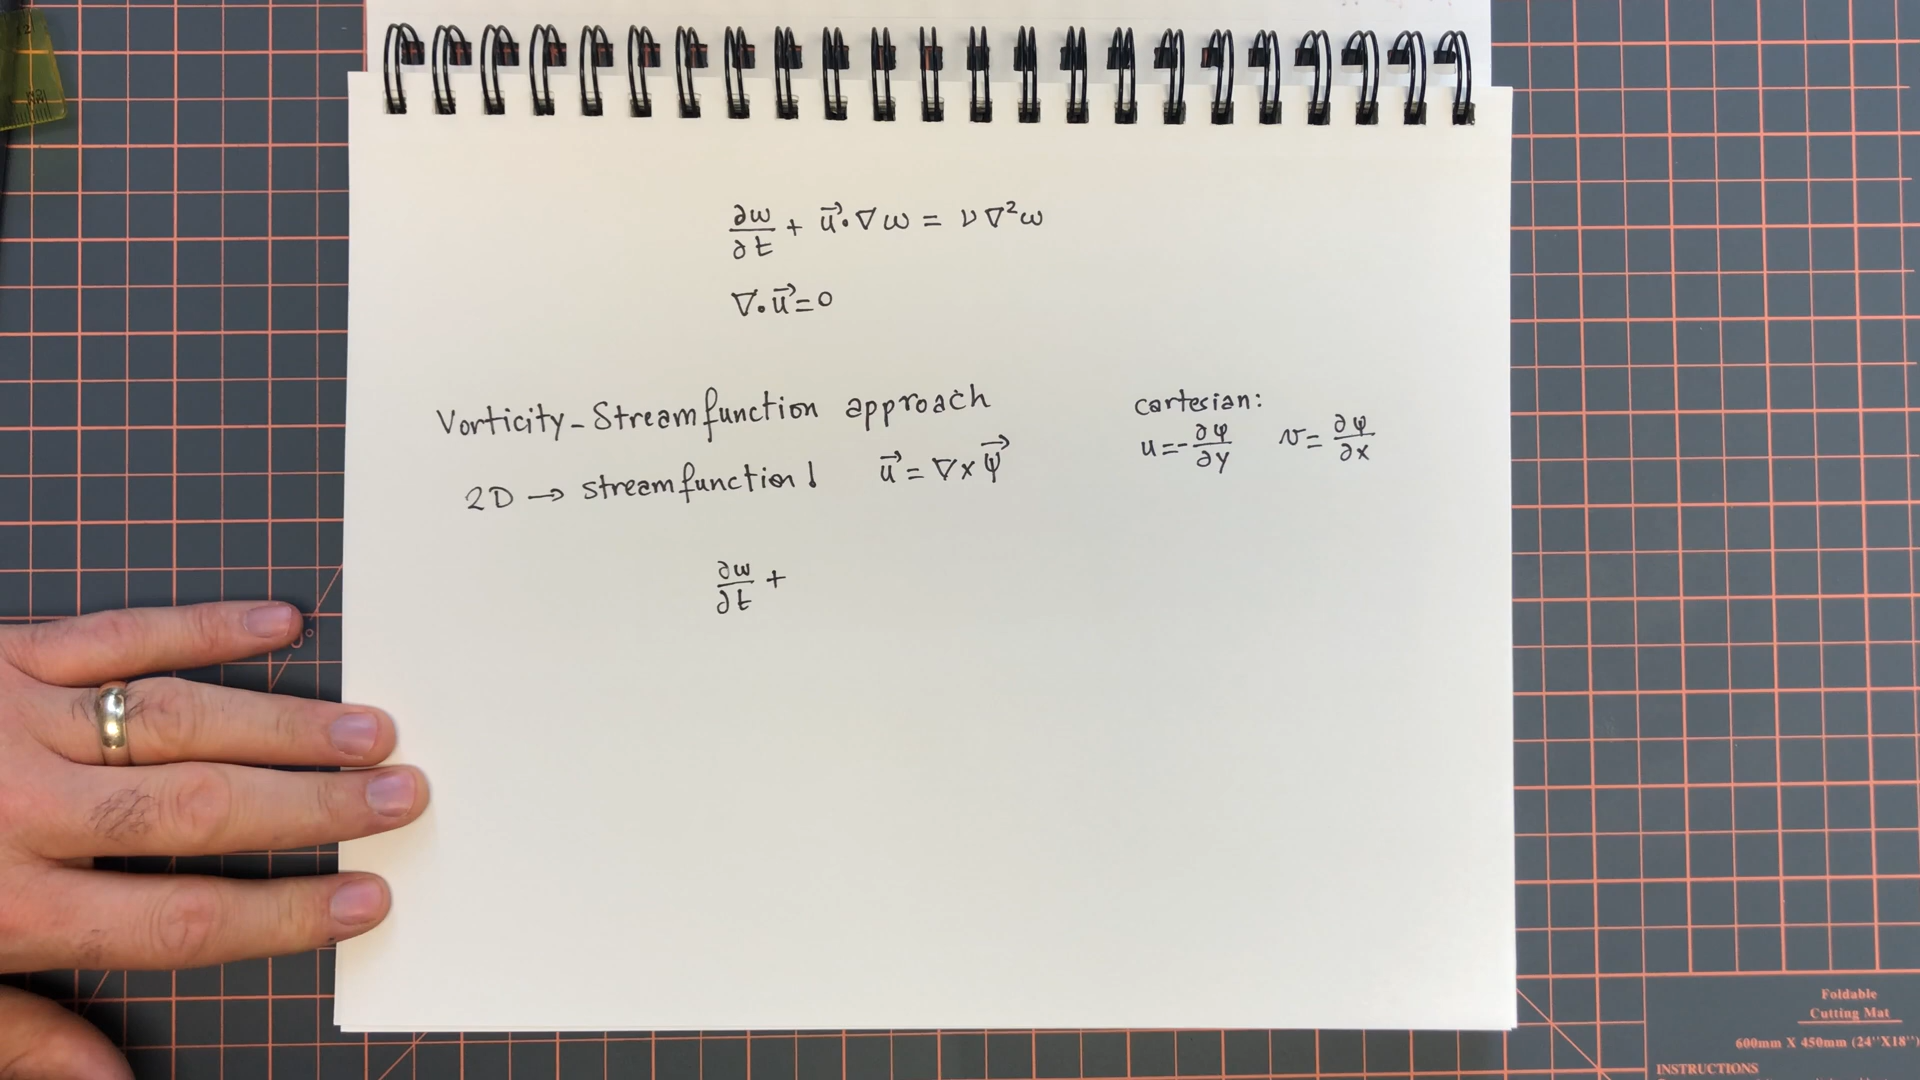 ∂ω/∂t + u⃗·∇ω = ν∇²ω
∇·u⃗ = 0
Vorticity-Streamfunction approach
2D → streamfunction! u⃗ = ∇×ψ⃗
cartesian:
u = -∂ψ/∂y v = ∂ψ/∂x
∂ω/∂t +
Foldable
Cutting Mat
600mm X 450mm (24''X18'')
INSTRUCTIONS